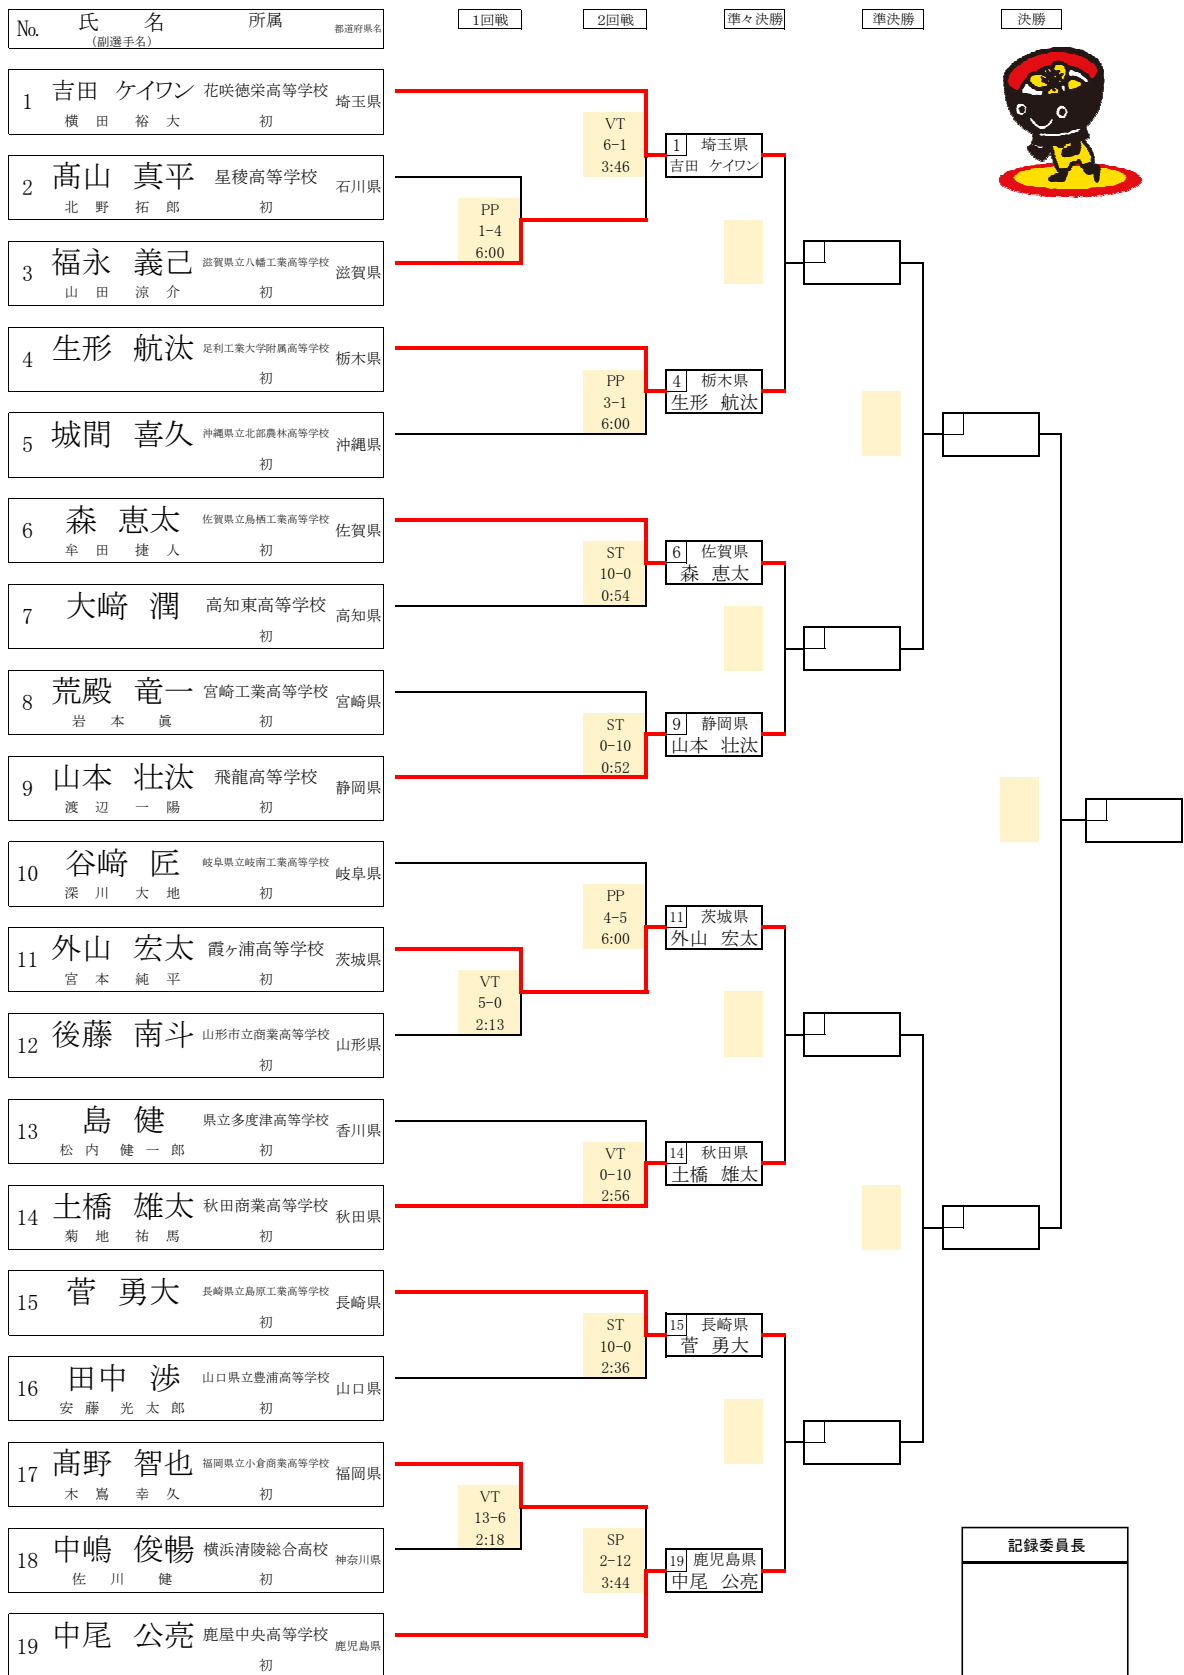 No. 氏 名 所属 都道府県名
(副選手名)
1回戦 2回戦 準々決勝 準決勝 決勝
1 吉田 ケイワン 花咲徳栄高等学校 埼玉県
横田 裕大 初
2 髙山 真平 星稜高等学校 石川県
北野 拓郎 初
3 福永 義己 滋賀県立八幡工業高等学校 滋賀県
山田 涼介 初
4 生形 航汰 足利工業大学附属高等学校 栃木県
初
5 城間 喜久 沖縄県立北部農林高等学校 沖縄県
初
6 森 恵太 佐賀県立鳥栖工業高等学校 佐賀県
牟田 捷人 初
7 大﨑 潤 高知東高等学校 高知県
初
8 荒殿 竜一 宮崎工業高等学校 宮崎県
岩本 眞 初
9 山本 壮汰 飛龍高等学校 静岡県
渡辺 一陽 初
10 谷﨑 匠 岐阜県立岐南工業高等学校 岐阜県
深川 大地 初
11 外山 宏太 霞ヶ浦高等学校 茨城県
宮本 純平 初
12 後藤 南斗 山形市立商業高等学校 山形県
初
13 島 健 県立多度津高等学校 香川県
松内 健一郎 初
14 土橋 雄太 秋田商業高等学校 秋田県
菊地 祐馬 初
15 菅 勇大 長崎県立島原工業高等学校 長崎県
初
16 田中 渉 山口県立豊浦高等学校 山口県
安藤 光太郎 初
17 髙野 智也 福岡県立小倉商業高等学校 福岡県
木嶌 幸久 初
18 中嶋 俊暢 横浜清陵総合高校 神奈川県
佐川 健 初
19 中尾 公亮 鹿屋中央高等学校 鹿児島県
初
PP
1-4
6:00
VT
5-0
2:13
VT
13-6
2:18
VT
6-1
3:46
PP
3-1
6:00
ST
10-0
0:54
ST
0-10
0:52
PP
4-5
6:00
VT
0-10
2:56
ST
10-0
2:36
SP
2-12
3:44
1 埼玉県
吉田 ケイワン
4 栃木県
生形 航汰
6 佐賀県
森 恵太
9 静岡県
山本 壮汰
11 茨城県
外山 宏太
14 秋田県
土橋 雄太
15 長崎県
菅 勇大
19 鹿児島県
中尾 公亮
記録委員長